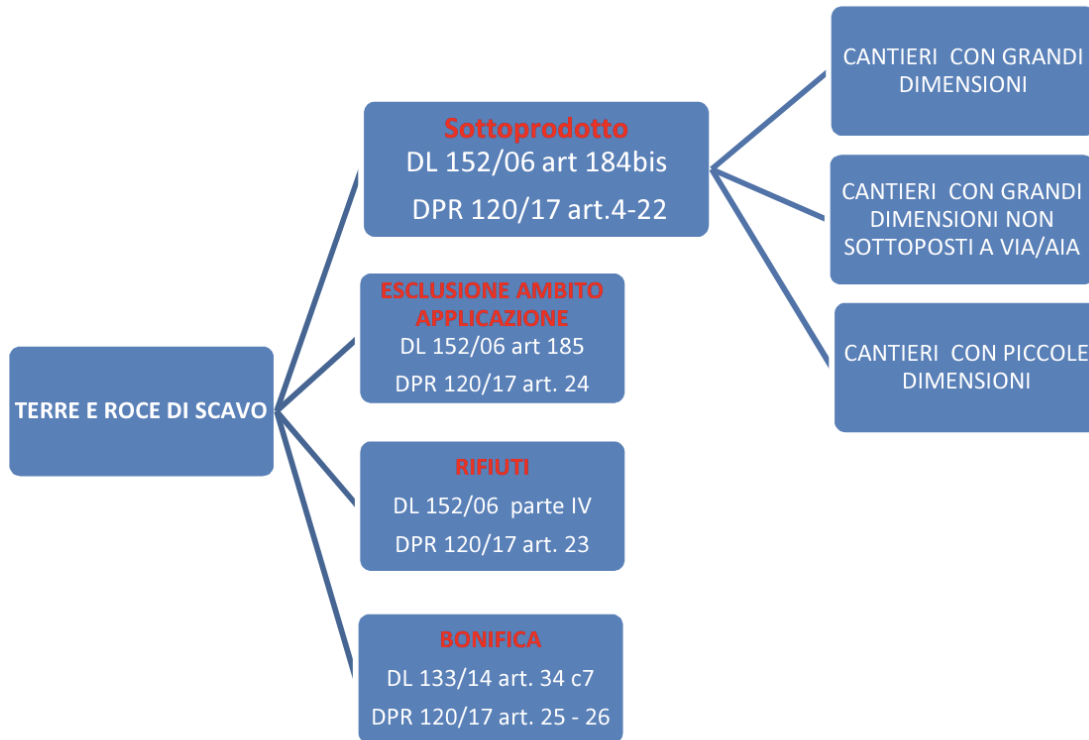 TERRE E ROCE DI SCAVO
Sottoprodotto
DL 152/06 art 184bis
DPR 120/17 art.4-22
ESCLUSIONE AMBITO
APPLICAZIONE
DL 152/06 art 185
DPR 120/17 art. 24
RIFIUTI
DL 152/06 parte IV
DPR 120/17 art. 23
BONIFICA
DL 133/14 art. 34 c7
DPR 120/17 art. 25 - 26
CANTIERI CON GRANDI
DIMENSIONI
CANTIERI CON GRANDI
DIMENSIONI NON
SOTTOPOSTI A VIA/AIA
CANTIERI CON PICCOLE
DIMENSIONI